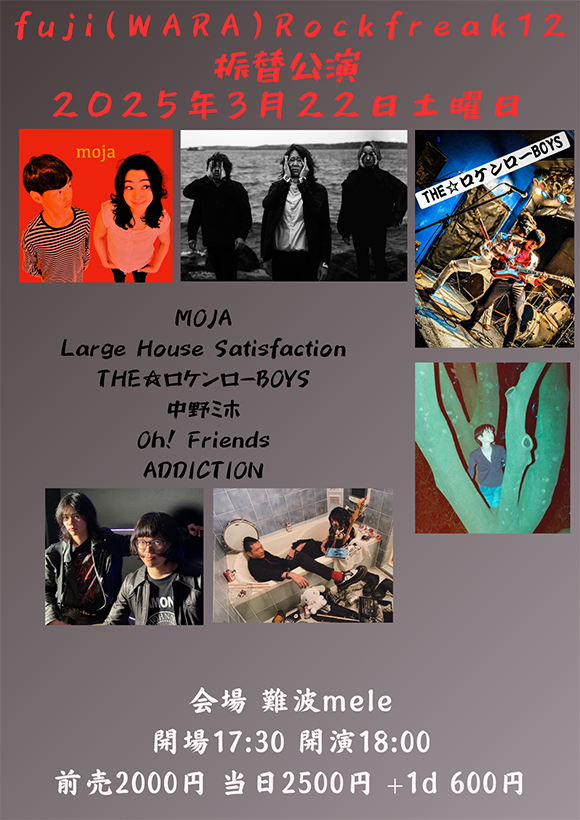 fuji(WARA)Rockfreak12
振替公演
2025年3月22日土曜日
moja
THE☆ロケンローBOYS
MOJA
Large House Satisfaction
THE☆ロケンローBOYS
中野ミホ
Oh! Friends
ADDICTION
会場 難波mele
開場17:30 開演18:00
前売2000円 当日2500円 +1d 600円